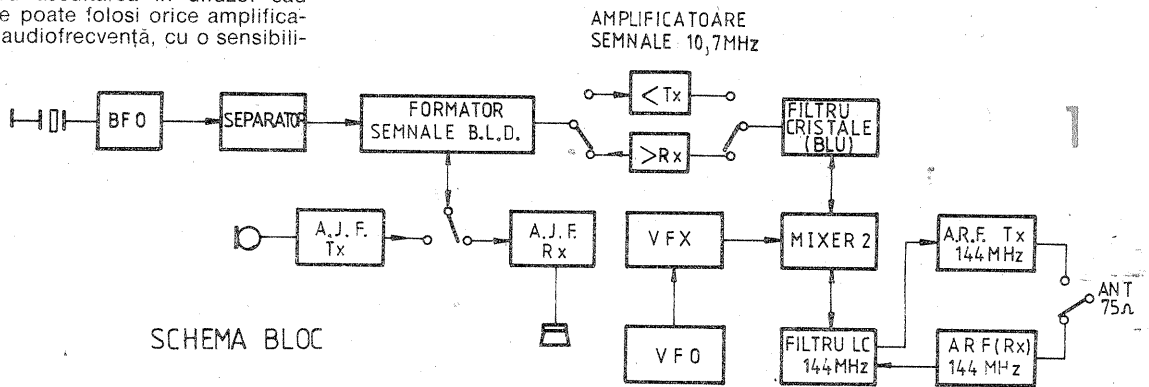 e poate folosi orice amplifica-
audiofrecvență, cu o sensibili-
AMPLIFICATOARE
SEMNALE 10,7MHz
BFO
SEPARATOR
FORMATOR
SEMNALE B.L.D.
<Tx
>Rx
FILTRU
CRISTALE
(BLU)
1
A.J.F.
Tx
A.J.F.
Rx
VFX
MIXER 2
A.R.F. Tx
144MHz
ANT
75Ω
SCHEMA BLOC
VFO
FILTRU LC
144MHz
ARF(Rx)
144 MHz